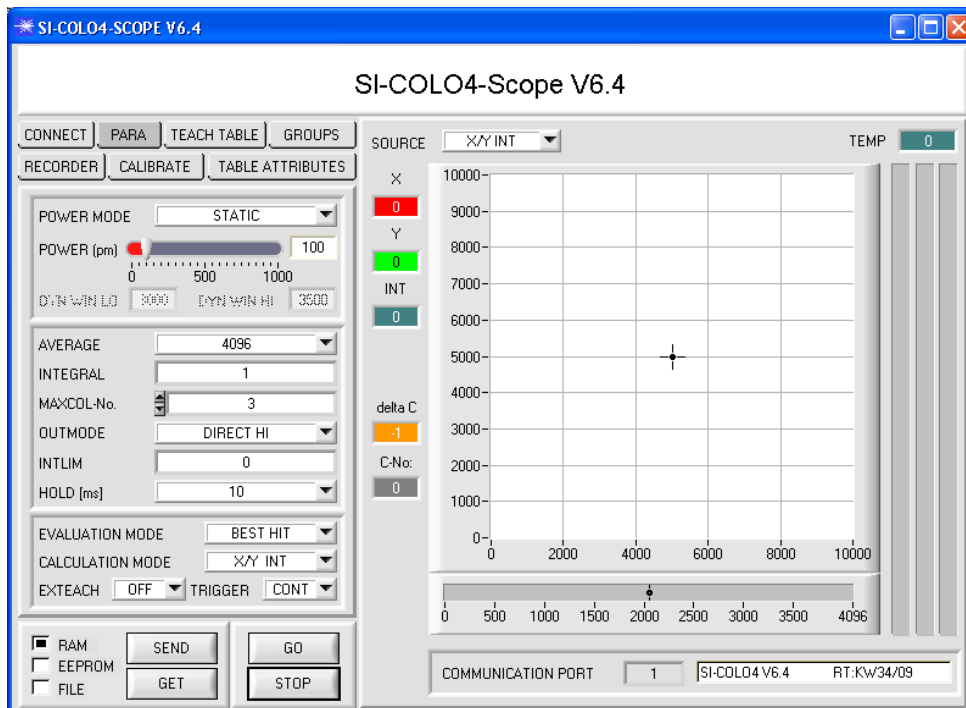 SI-COLO4-SCOPE V6.4
SI-COLO4-Scope V6.4
CONNECT PARA TEACH TABLE GROUPS
RECORDER CALIBRATE TABLE ATTRIBUTES
POWER MODE STATIC
POWER (pm) 100
0 500 1000
DYN WIN LO 3000 DYN WIN HI 3500
AVERAGE 4096
INTEGRAL 1
MAXCOL-No. 3
OUTMODE DIRECT HI
INTLIM 0
HOLD [ms] 10
EVALUATION MODE BEST HIT
CALCULATION MODE X/Y INT
EXTEACH OFF TRIGGER CONT
RAM
EEPROM
FILE
SEND
GET
GO
STOP
SOURCE X/Y INT
TEMP 0
X
0
Y
0
INT
0
delta C
-1
C-No:
0
10000
9000
8000
7000
6000
5000
4000
3000
2000
1000
0
0 2000 4000 6000 8000 10000
0 500 1000 1500 2000 2500 3000 3500 4096
COMMUNICATION PORT 1 SI-COLO4 V6.4 RT:KW34/09